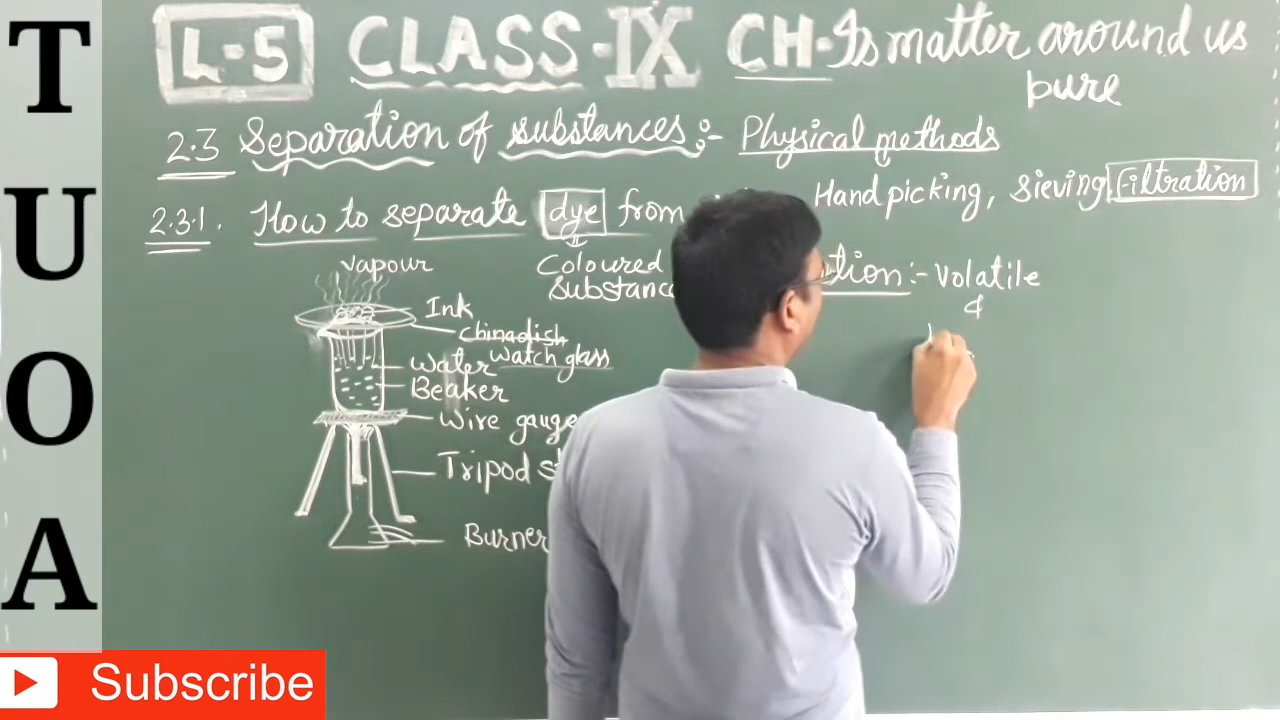 T
U
O
A
L-5 CLASS-IX CH-Is matter around us
pure
2.3 Separation of substances:- Physical methods
Hand picking, Sieving, Filtration
2.3.1. How to separate dye from
vapour
Coloured
tion:- Volatile
&
Ink
Chinadish
Watch glass
Water
Beaker
Wire gauge
Tripod
Burner
Subscribe